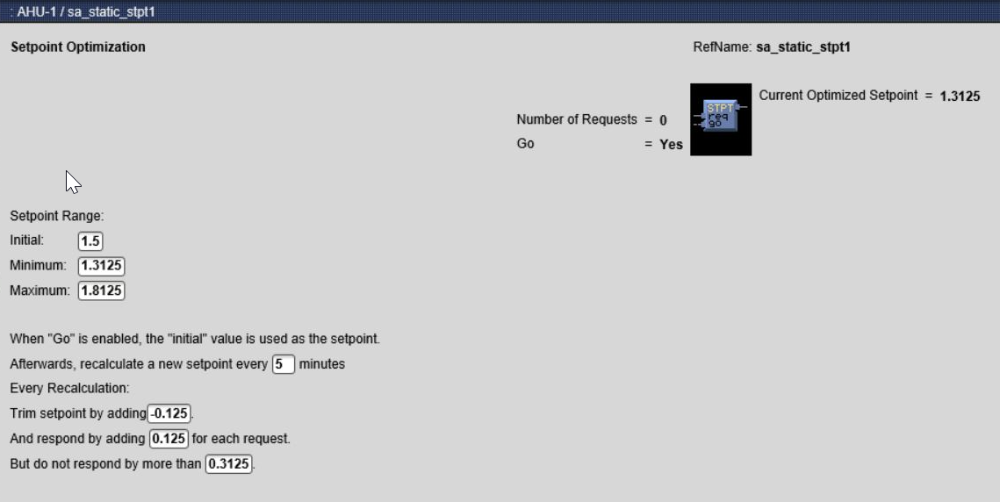 : AHU-1 / sa_static_stpt1
Setpoint Optimization
RefName: sa_static_stpt1
Current Optimized Setpoint = 1.3125
Number of Requests = 0
Go = Yes
STPT
req
go
Setpoint Range:
Initial: 1.5
Minimum: 1.3125
Maximum: 1.8125
When "Go" is enabled, the "initial" value is used as the setpoint.
Afterwards, recalculate a new setpoint every 5 minutes
Every Recalculation:
Trim setpoint by adding -0.125.
And respond by adding 0.125 for each request.
But do not respond by more than 0.3125.